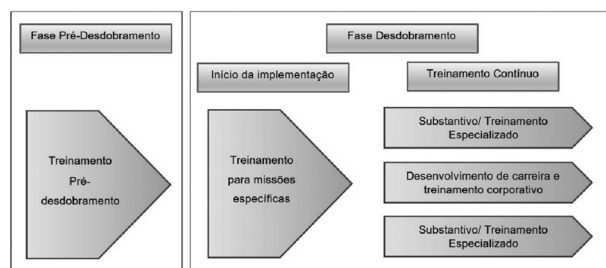 Fase Pré-Desdobramento
Fase Desdobramento
Início da implementação
Treinamento Contínuo
Treinamento
Pré-
desdobramento
Treinamento
para missões
específicas
Substantivo/ Treinamento
Especializado
Desenvolvimento de carreira e
treinamento corporativo
Substantivo/ Treinamento
Especializado